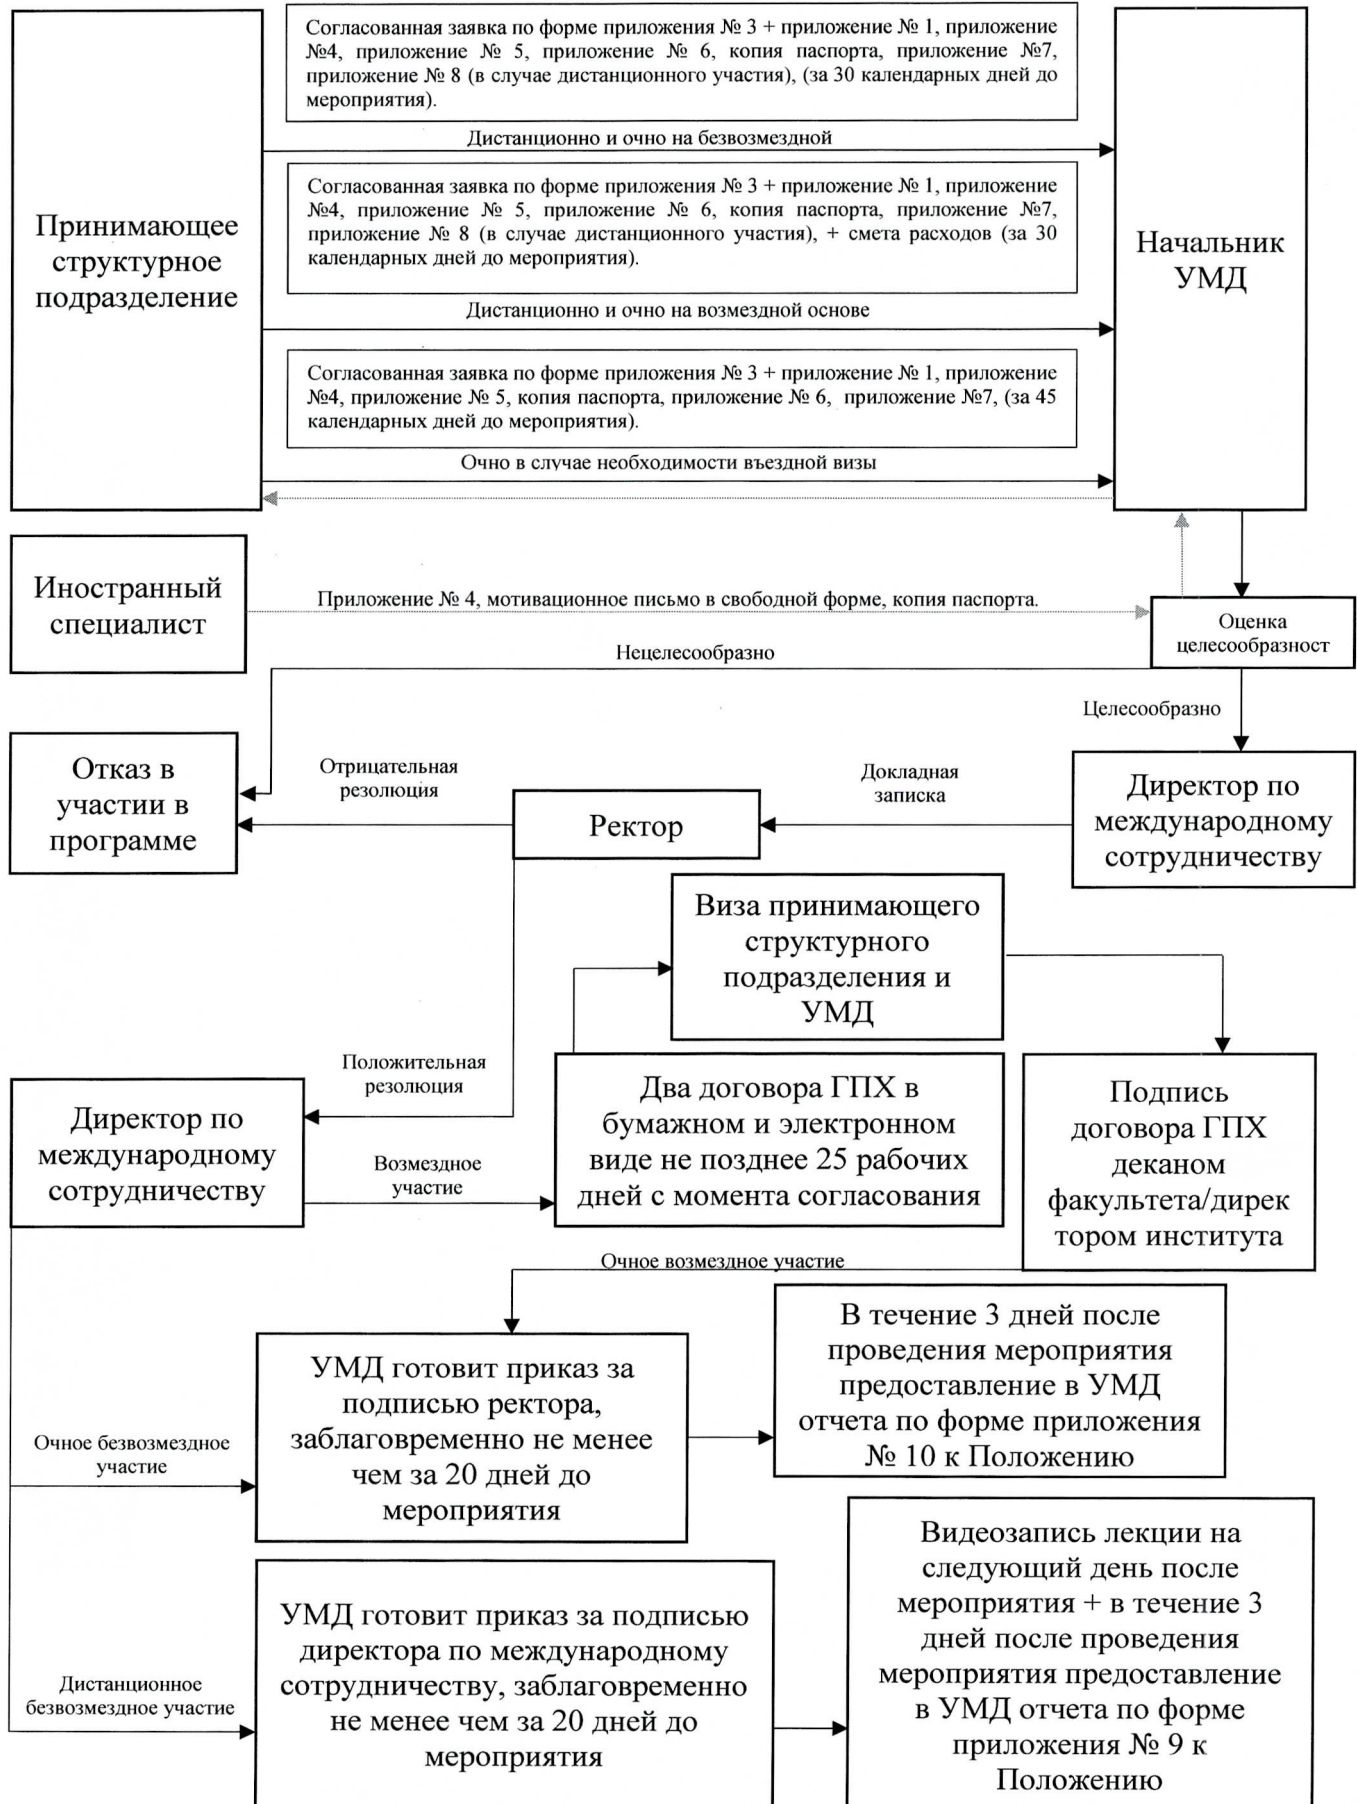 Согласованная заявка по форме приложения № 3 + приложение № 1, приложение
№4, приложение № 5, приложение № 6, копия паспорта, приложение №7,
приложение № 8 (в случае дистанционного участия), (за 30 календарных дней до
мероприятия).
Дистанционно и очно на безвозмездной
Согласованная заявка по форме приложения № 3 + приложение № 1, приложение
№4, приложение № 5, приложение № 6, копия паспорта, приложение №7,
приложение № 8 (в случае дистанционного участия), + смета расходов (за 30
календарных дней до мероприятия).
Принимающее
структурное
подразделение
Начальник
УМД
Дистанционно и очно на возмездной основе
Согласованная заявка по форме приложения № 3 + приложение № 1, приложение
№4, приложение № 5, копия паспорта, приложение № 6, приложение №7, (за 45
календарных дней до мероприятия).
Очно в случае необходимости въездной визы
Иностранный
специалист
Приложение № 4, мотивационное письмо в свободной форме, копия паспорта.
Оценка
целесообразност
Нецелесообразно
Целесообразно
Отказ в
участии в
программе
Отрицательная
резолюция
Ректор
Докладная
записка
Директор по
международному
сотрудничеству
Виза принимающего
структурного
подразделения и
УМД
Положительная
резолюция
Директор по
международному
сотрудничеству
Возмездное
участие
Два договора ГПХ в
бумажном и электронном
виде не позднее 25 рабочих
дней с момента согласования
Подпись
договора ГПХ
деканом
факультета/дирек
тором института
Очное возмездное участие
В течение 3 дней после
проведения мероприятия
предоставление в УМД
отчета по форме приложения
№ 10 к Положению
УМД готовит приказ за
подписью ректора,
заблаговременно не менее
чем за 20 дней до
мероприятия
Очное безвозмездное
участие
Видеозапись лекции на
следующий день после
мероприятия + в течение 3
дней после проведения
мероприятия предоставление
в УМД отчета по форме
приложения № 9 к
Положению
УМД готовит приказ за подписью
директора по международному
сотрудничеству, заблаговременно
не менее чем за 20 дней до
мероприятия
Дистанционное
безвозмездное участие